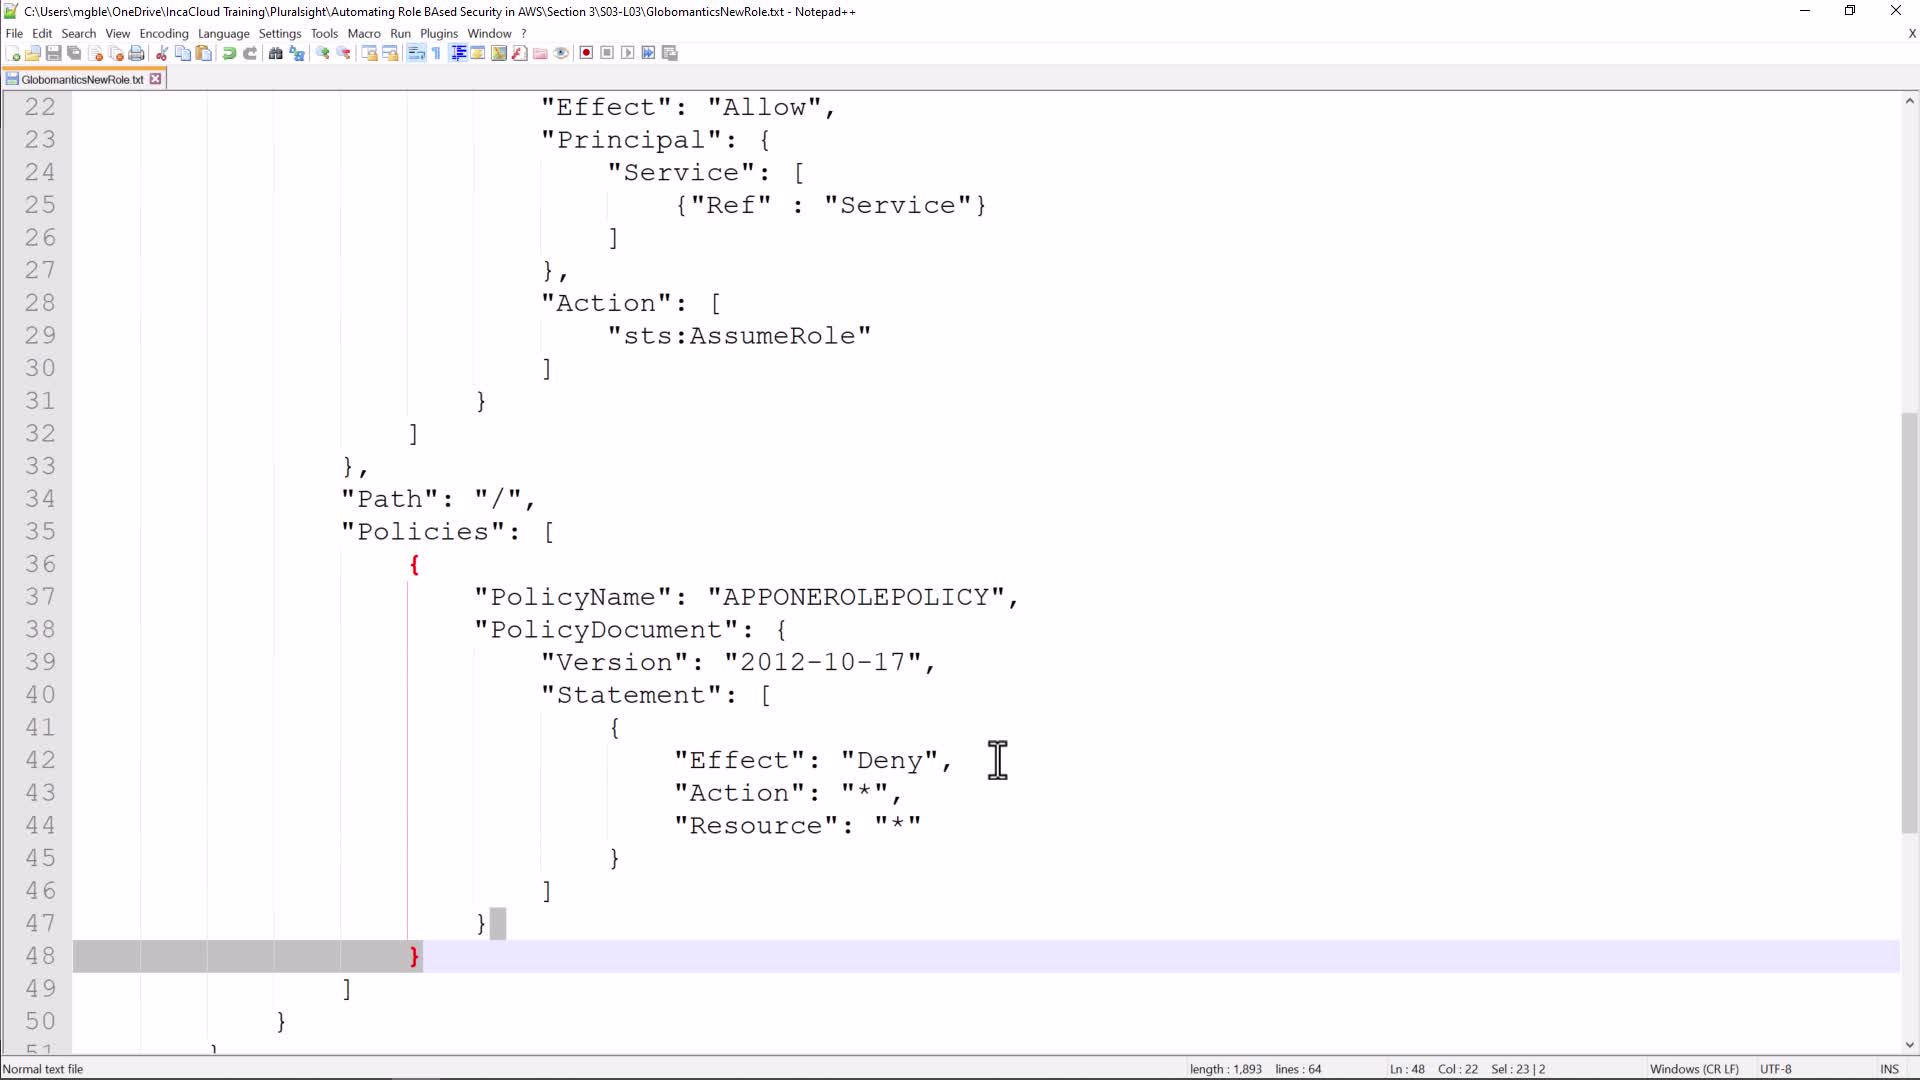 C:\Users\mgble\OneDrive\IncaCloud Training\Pluralsight\Automating Role BAsed Security in AWS\Section 3\S03-L03\GlobomanticsNewRole.txt - Notepad++
File Edit Search View Encoding Language Settings Tools Macro Run Plugins Window ? X
GlobomanticsNewRole.txt
22 "Effect": "Allow",
23 "Principal": {
24 "Service": [
25 {"Ref" : "Service"}
26 ]
27 },
28 "Action": [
29 "sts:AssumeRole"
30 ]
31 }
32 ]
33 },
34 "Path": "/",
35 "Policies": [
36 {
37 "PolicyName": "APPONEROLEPOLICY",
38 "PolicyDocument": {
39 "Version": "2012-10-17",
40 "Statement": [
41 {
42 "Effect": "Deny",
43 "Action": "*",
44 "Resource": "*"
45 }
46 ]
47 }
48 }
49 ]
50 }
51 }
Normal text file length : 1,893 lines : 64 Ln : 48 Col : 22 Sel : 23 | 2 Windows (CR LF) UTF-8 INS